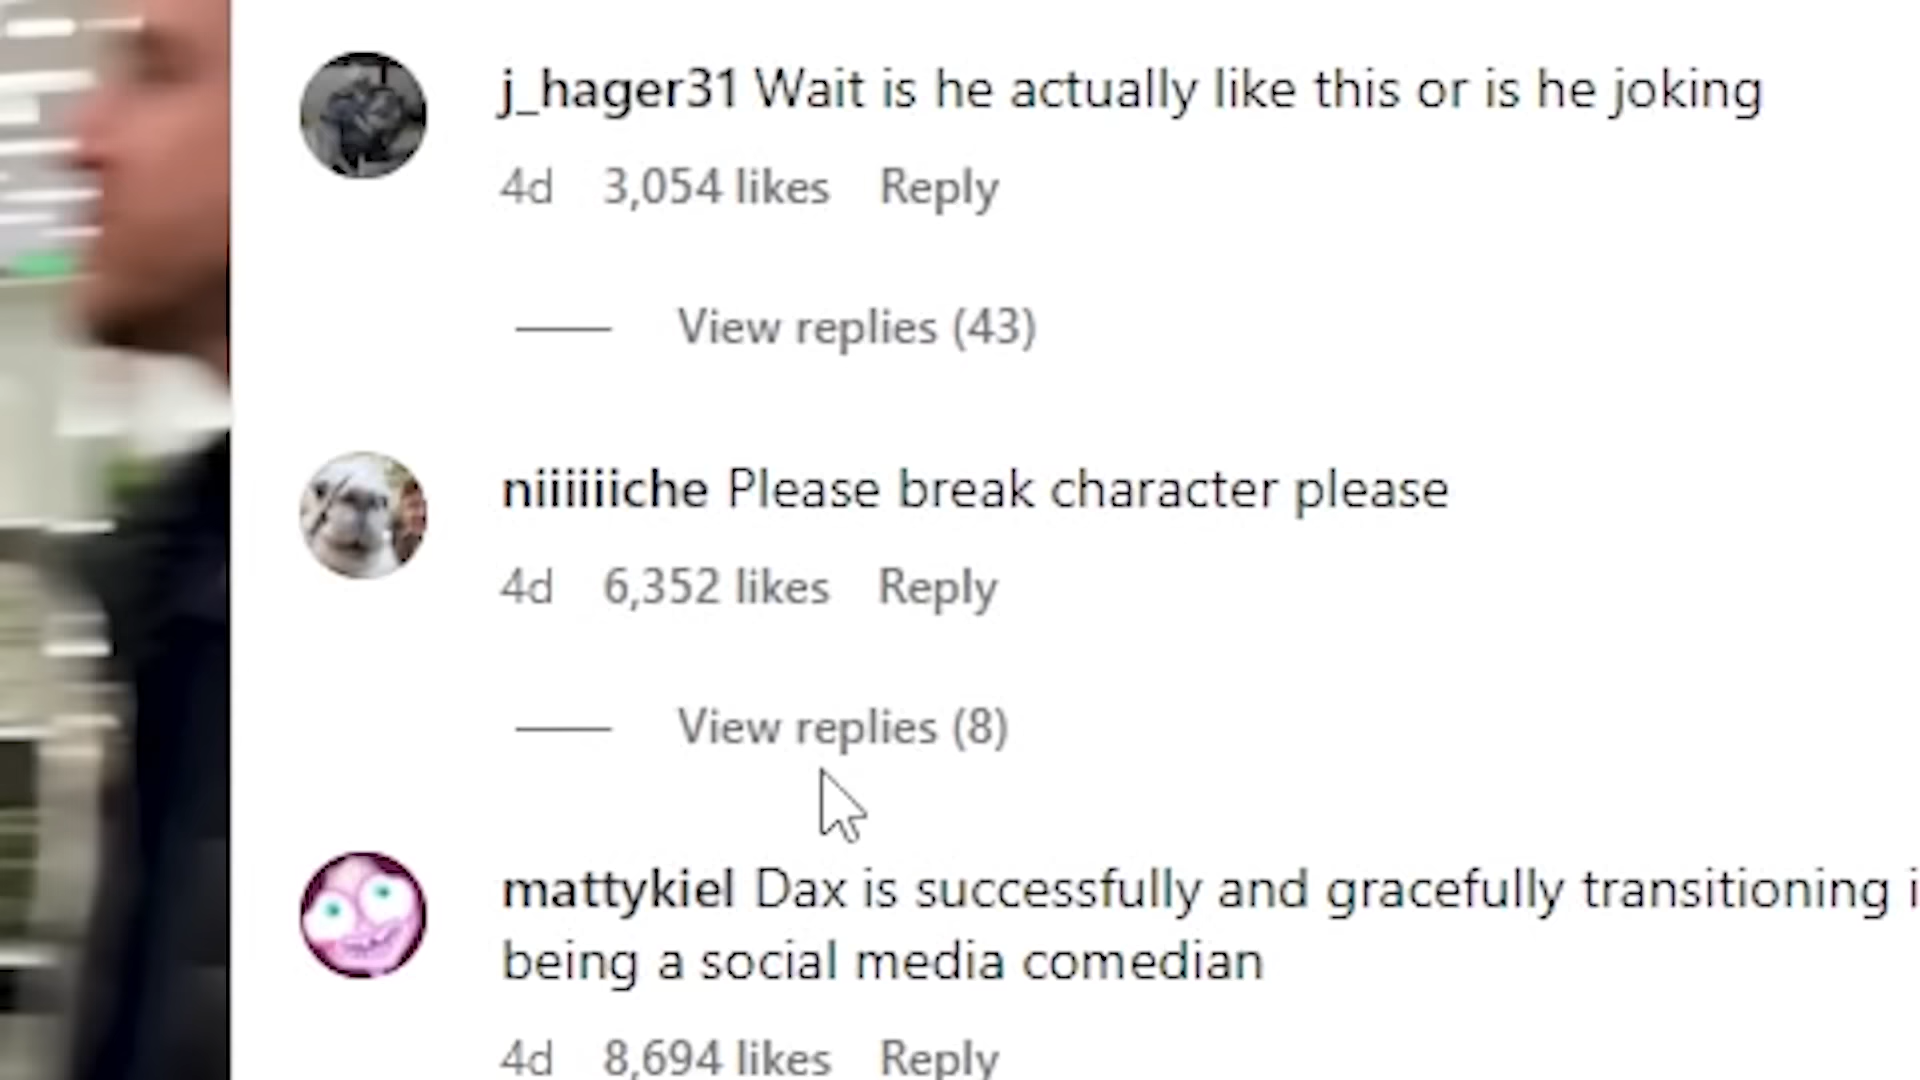 j_hager31 Wait is he actually like this or is he joking
4d 3,054 likes Reply
View replies (43)
niiiiiiche Please break character please
4d 6,352 likes Reply
View replies (8)
mattykiel Dax is successfully and gracefully transitioning i
being a social media comedian
4d 8,694 likes Reply